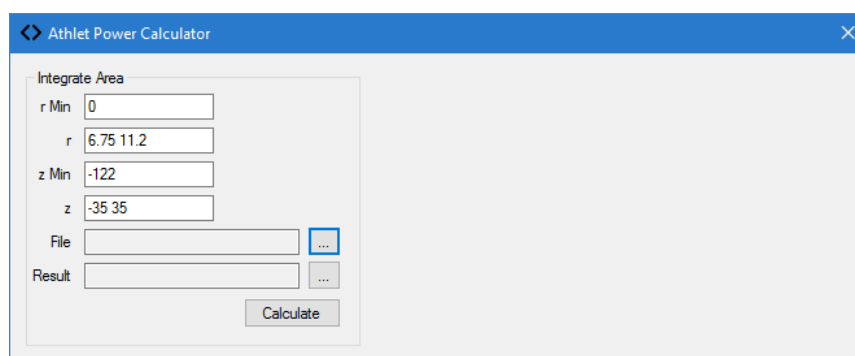 Athlet Power Calculator
Integrate Area
r Min 0
r 6.75 11.2
z Min -122
z -35 35
File ...
Result ...
Calculate